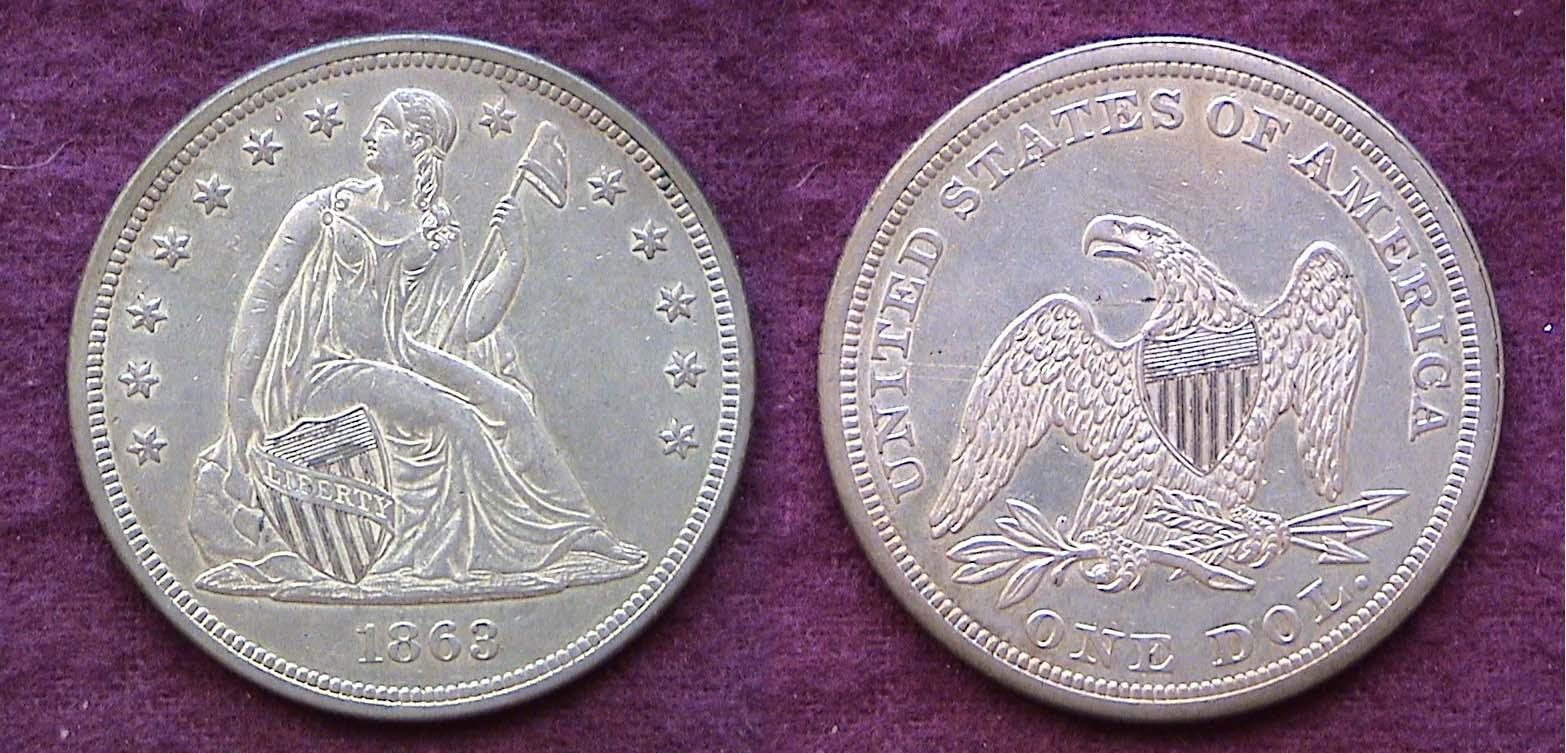 LIBERTY
1863
UNITED STATES OF AMERICA
ONE DOL.